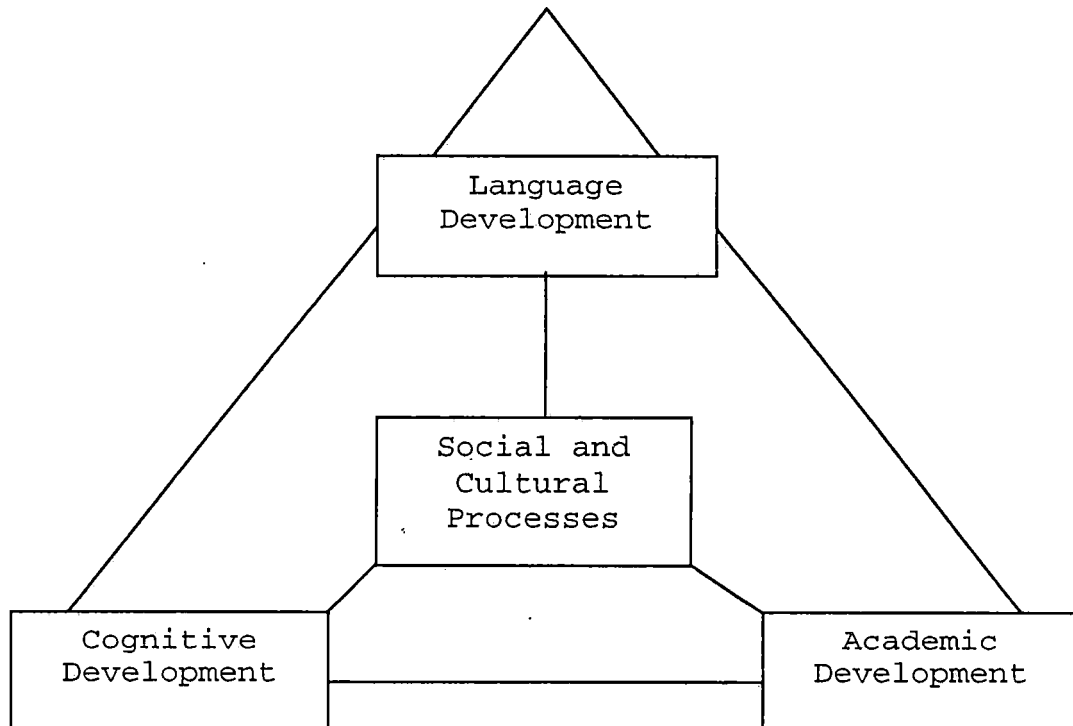 Language
Development
Social and
Cultural
Processes
Cognitive
Development
Academic
Development